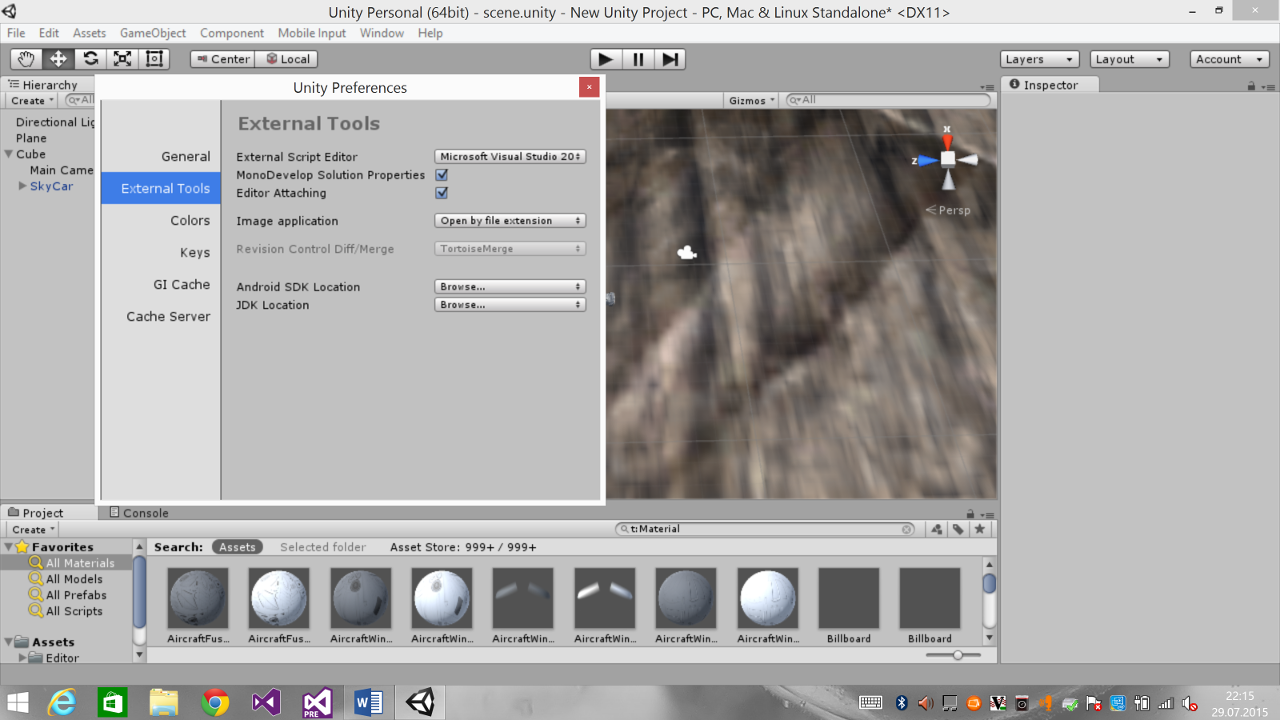 Unity Personal (64bit) - scene.unity - New Unity Project - PC, Mac & Linux Standalone* <DX11>
File Edit Assets GameObject Component Mobile Input Window Help
Center Local Layers Layout Account
Hierarchy
Create All
Directional Lig
Plane
Cube
Main Came
SkyCar
Unity Preferences
General
External Tools
Colors
Keys
GI Cache
Cache Server
External Tools
External Script Editor Microsoft Visual Studio 20
MonoDevelop Solution Properties
Editor Attaching
Image application Open by file extension
Revision Control Diff/Merge TortoiseMerge
Android SDK Location Browse...
JDK Location Browse...
Gizmos All
x
z
Persp
Inspector
Project Console
Create t:Material
Favorites
All Materials
All Models
All Prefabs
All Scripts
Assets
Editor
Search: Assets Selected folder Asset Store: 999+ / 999+
AircraftFus... AircraftFus... AircraftWin... AircraftWin... AircraftWin... AircraftWin... AircraftWin... AircraftWin... Billboard Billboard
PRE
22:15
29.07.2015